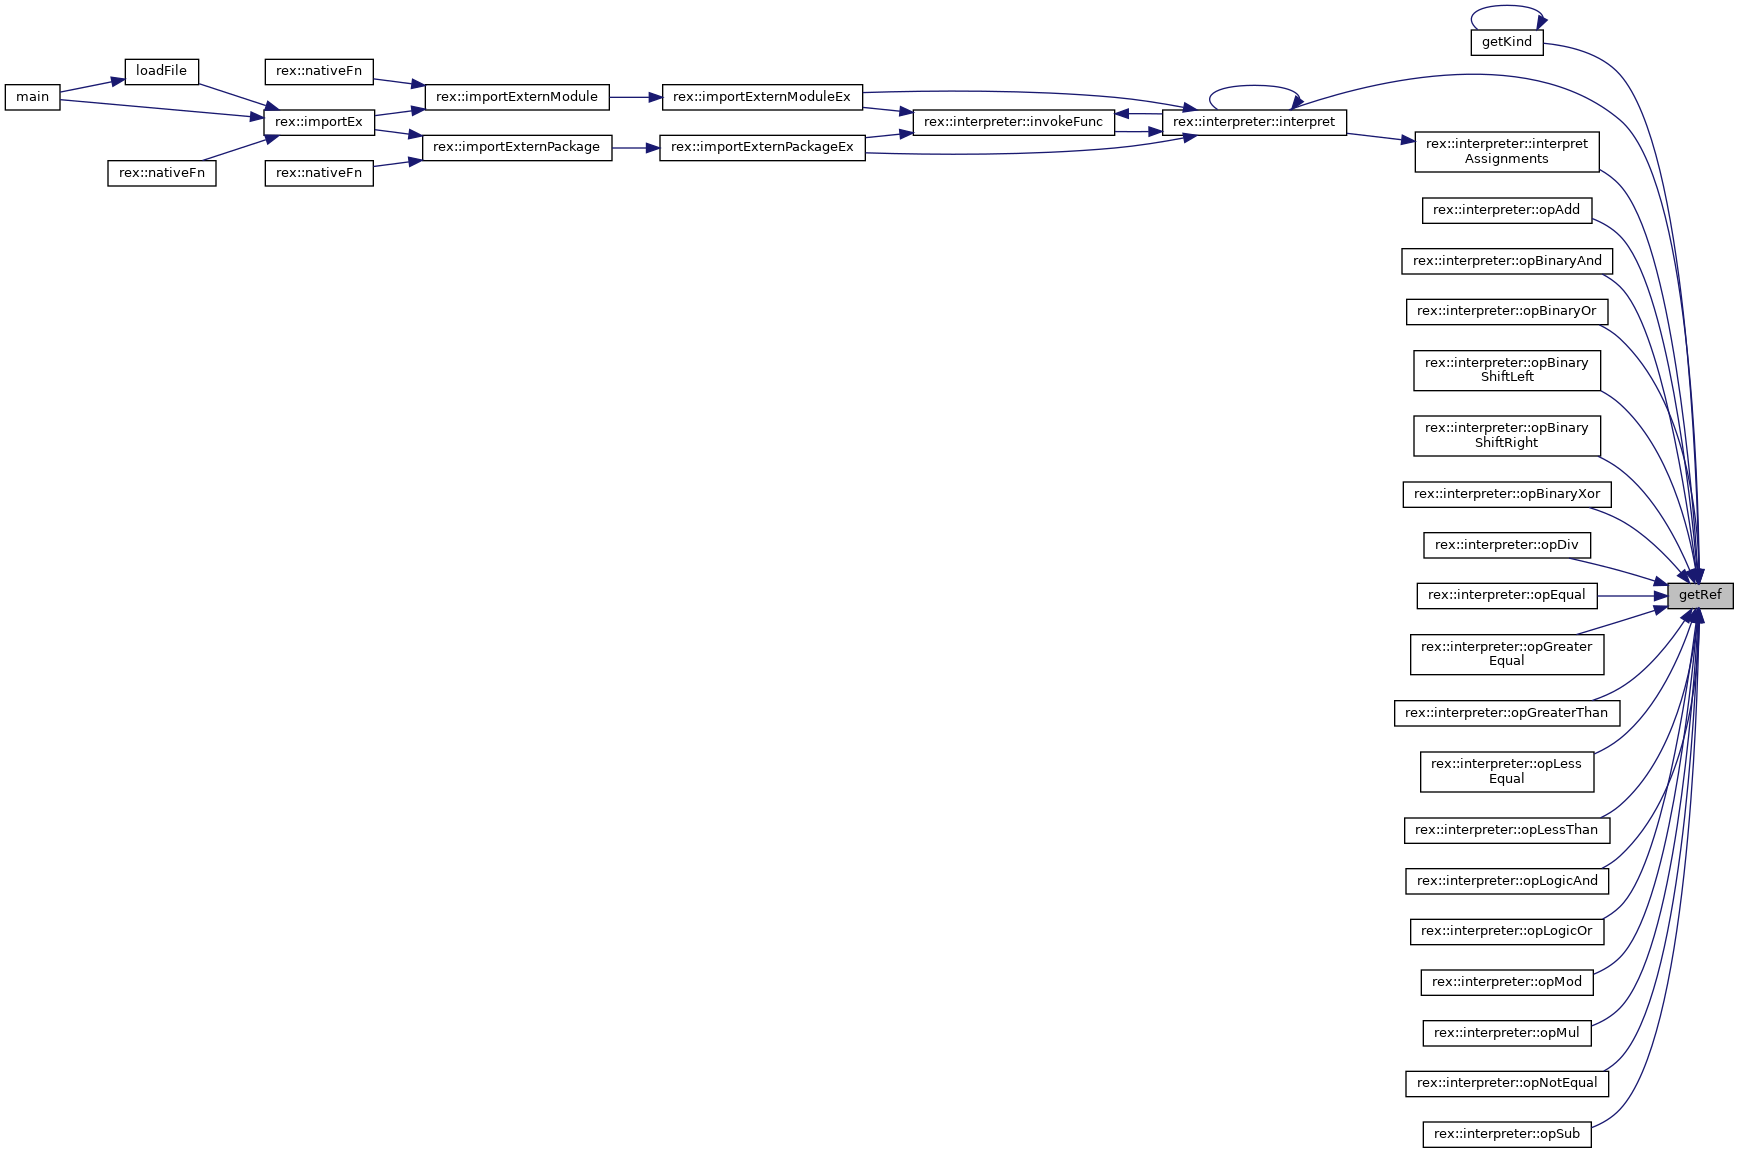 getKind
loadFile
rex::nativeFn
main
rex::importExternModule
rex::importExternModuleEx
rex::importEx
rex::interpreter::invokeFunc
rex::interpreter::interpret
rex::importExternPackage
rex::importExternPackageEx
rex::nativeFn
rex::nativeFn
rex::interpreter::interpret
Assignments
rex::interpreter::opAdd
rex::interpreter::opBinaryAnd
rex::interpreter::opBinaryOr
rex::interpreter::opBinary
ShiftLeft
rex::interpreter::opBinary
ShiftRight
rex::interpreter::opBinaryXor
rex::interpreter::opDiv
rex::interpreter::opEqual
getRef
rex::interpreter::opGreater
Equal
rex::interpreter::opGreaterThan
rex::interpreter::opLess
Equal
rex::interpreter::opLessThan
rex::interpreter::opLogicAnd
rex::interpreter::opLogicOr
rex::interpreter::opMod
rex::interpreter::opMul
rex::interpreter::opNotEqual
rex::interpreter::opSub